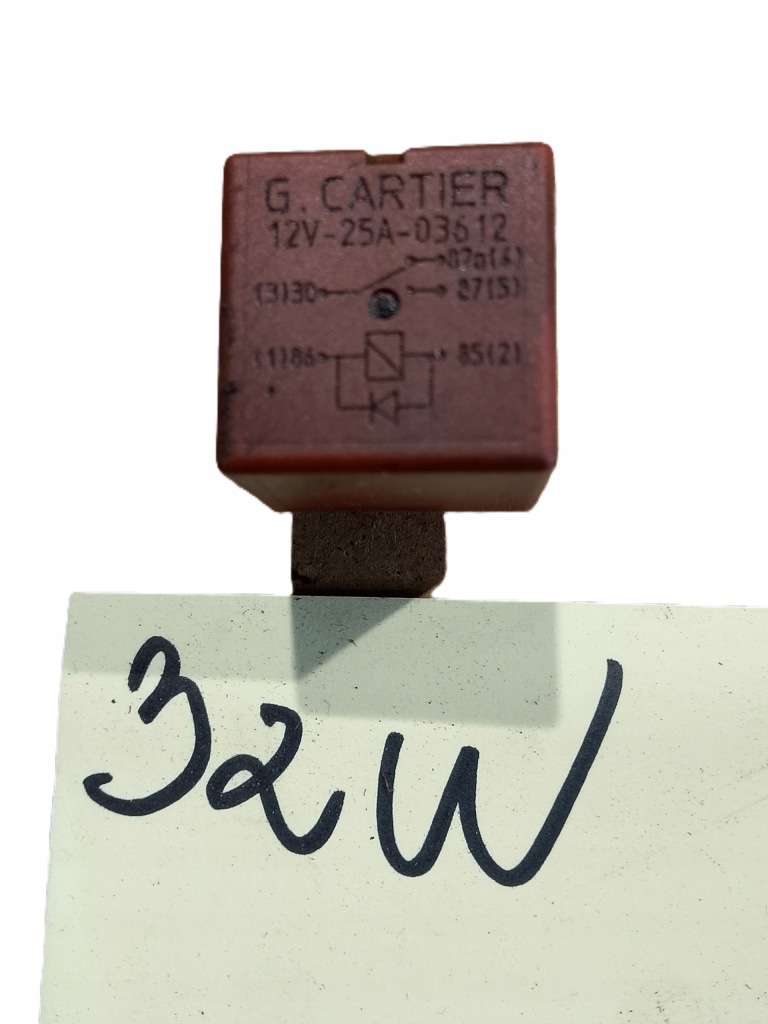 G. CARTIER
12V-25A-03612
87a(4)
(3)30 87(5)
(1)86 85(2)
32W